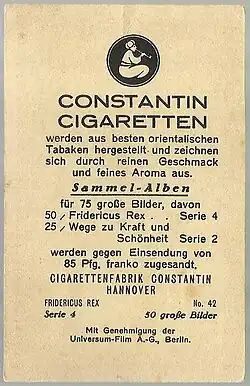 CONSTANTIN
CIGARETTEN
werden aus besten orientalischen
Tabaken hergestellt und zeichnen
sich durch reinen Geschmack
und feines Aroma aus.
Sammel-Alben
für 75 große Bilder, davon
50 / Fridericus Rex . . Serie 4
25 / Wege zu Kraft und
Schönheit Serie 2
werden gegen Einsendung von
85 Pfg. franko zugesandt.
CIGARETTENFABRIK CONSTANTIN
HANNOVER
FRIDERICUS REX No. 42
Serie 4 50 große Bilder
Mit Genehmigung der
Universum-Film A.-G., Berlin.